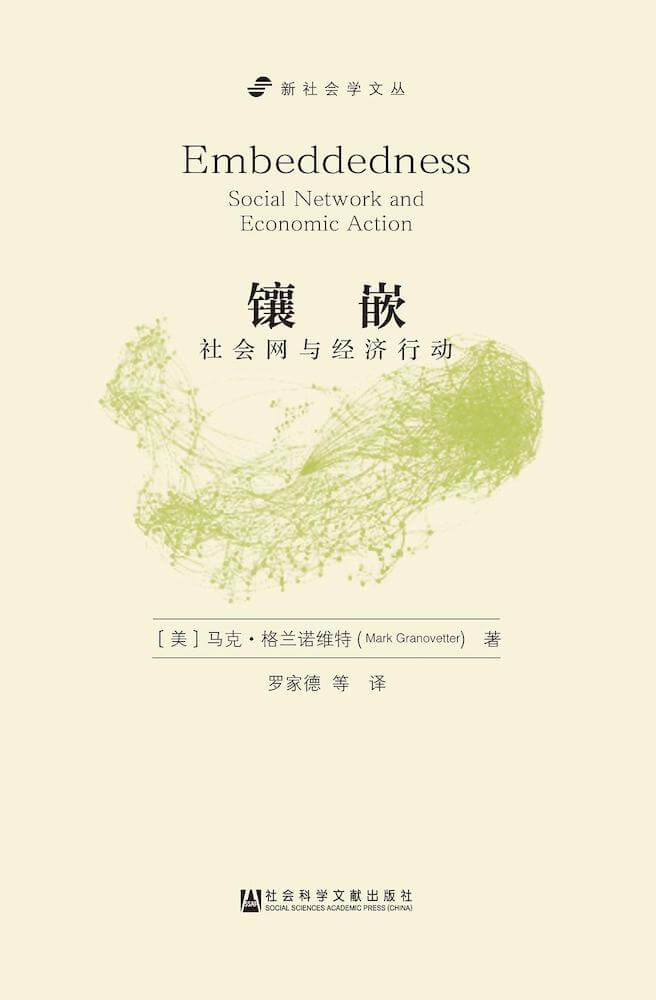 新社会学文丛
Embeddedness
Social Network and
Economic Action
镶 嵌
社会网与经济行动
[美]马克·格兰诺维特(Mark Granovetter) 著
罗家德 等 译
SSAP 社会科学文献出版社
SOCIAL SCIENCES ACADEMIC PRESS (CHINA)